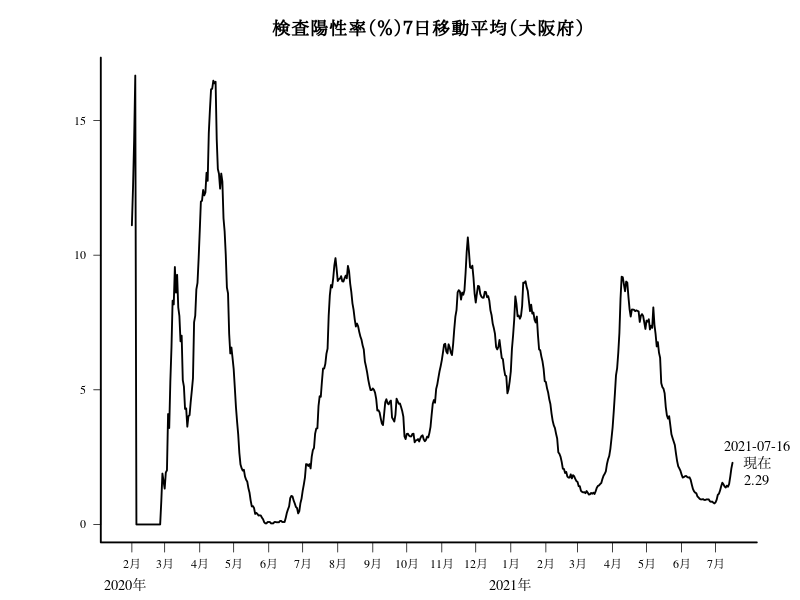 検査陽性率(%)7日移動平均(大阪府)
15
10
5
0
2021-07-16
現在
2.29
2月 3月 4月 5月 6月 7月 8月 9月 10月 11月 12月 1月 2月 3月 4月 5月 6月 7月
2020年 2021年